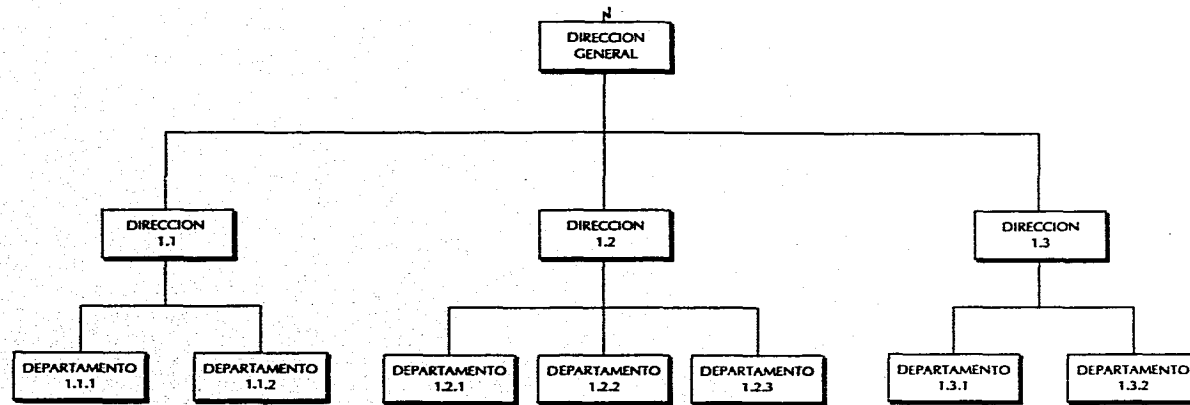 DIRECCION
GENERAL
DIRECCION
1.1
DIRECCION
1.2
DIRECCION
1.3
DEPARTAMENTO
1.1.1
DEPARTAMENTO
1.1.2
DEPARTAMENTO
1.2.1
DEPARTAMENTO
1.2.2
DEPARTAMENTO
1.2.3
DEPARTAMENTO
1.3.1
DEPARTAMENTO
1.3.2